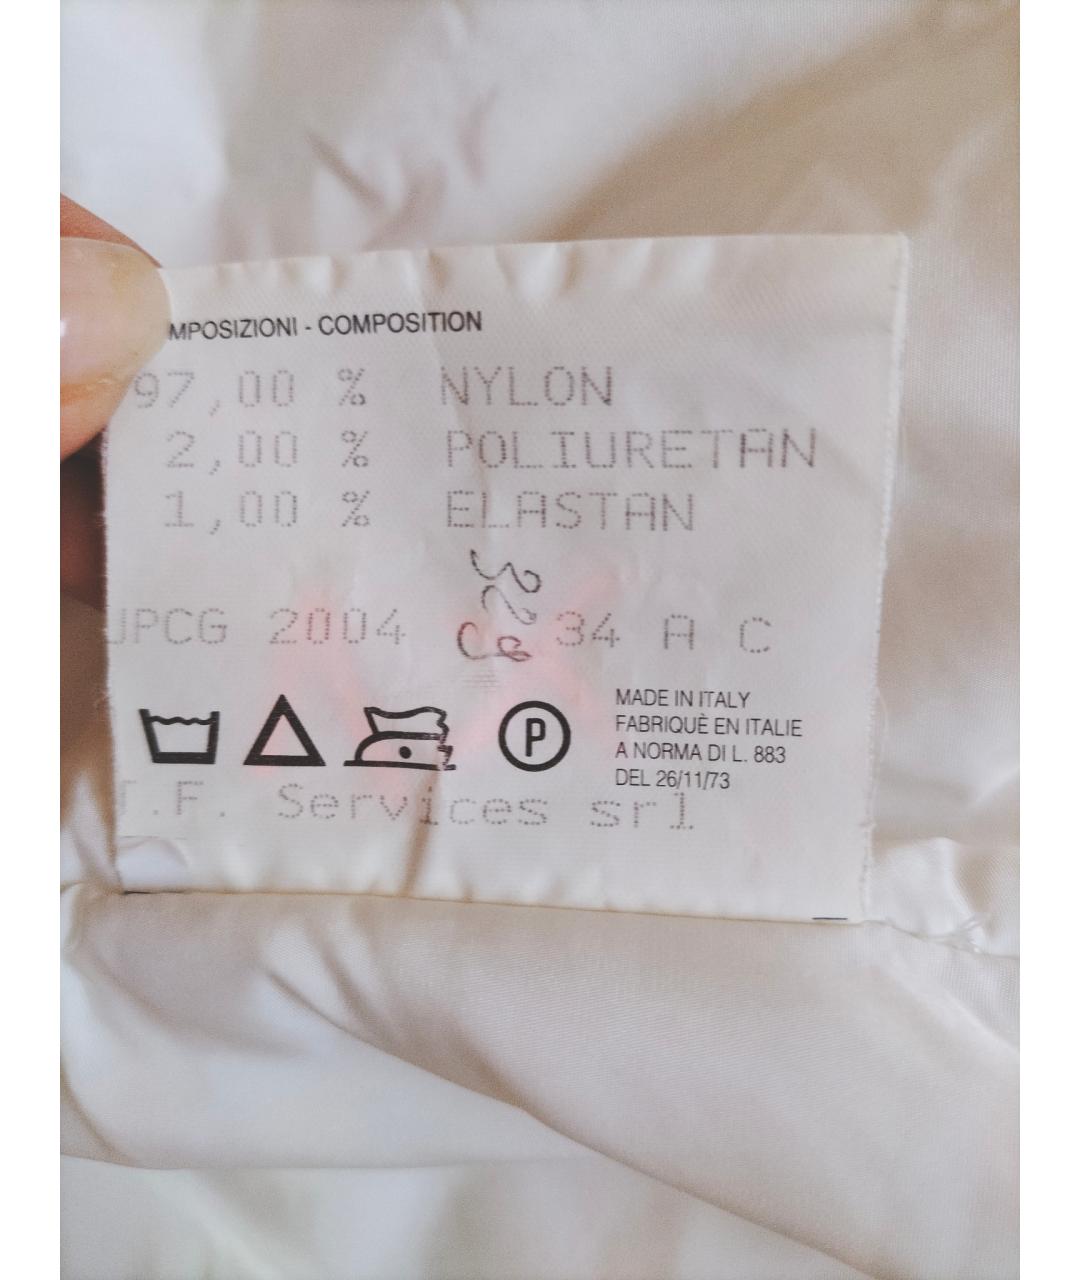 MPOSIZIONI - COMPOSITION
97,00 % NYLON
2,00 % POLIURETAN
1,00 % ELASTAN
JPCG 2004 34 A C
P
MADE IN ITALY
FABRIQUÈ EN ITALIE
A NORMA DI L. 883
DEL 26/11/73
.F. Services srl